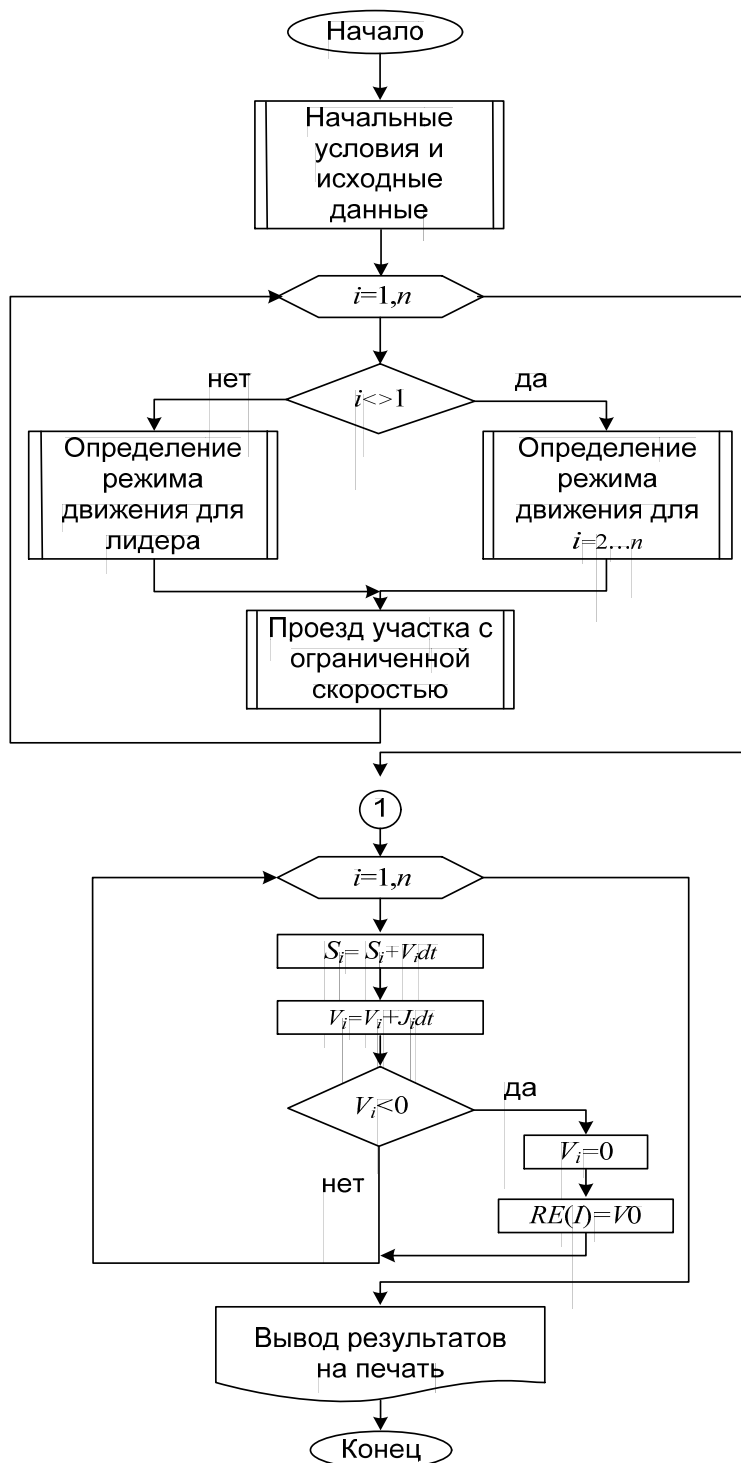 Начало
Начальные
условия и
исходные
данные
i=1,n
нет
да
i<>1
Определение
режима
движения для
лидера
Определение
режима
движения для
i=2...n
Проезд участка с
ограниченной
скоростью
1
i=1,n
Si= Si+Vidt
Vi=Vi+Jidt
Vi<0
да
Vi=0
нет
RE(I)=V0
Вывод результатов
на печать
Конец